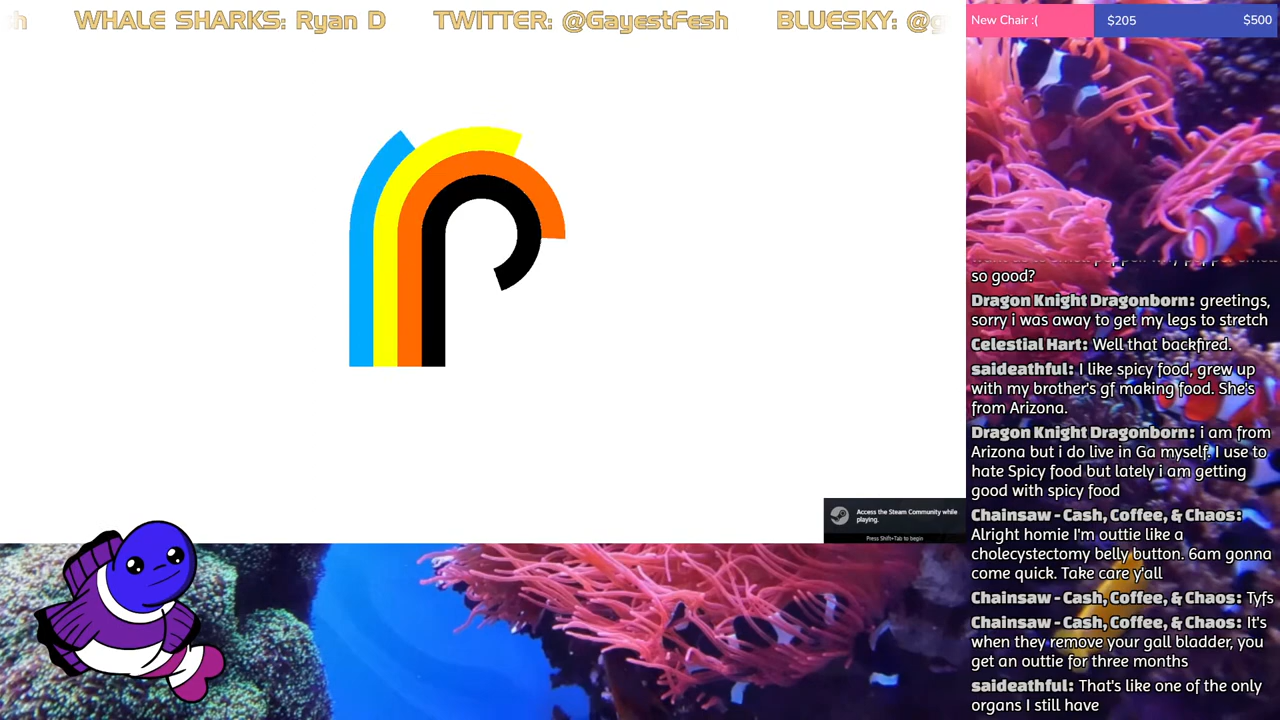 WHALE SHARKS: Ryan D TWITTER: @GayestFesh BLUESKY: @g
New Chair :( $205 $500
so good?
Dragon Knight Dragonborn: greetings,
sorry i was away to get my legs to stretch
Celestial Hart: Well that backfired.
saideathful: I like spicy food, grew up
with my brother's gf making food. She's
from Arizona.
Dragon Knight Dragonborn: i am from
Arizona but i do live in Ga myself. I use to
hate Spicy food but lately i am getting
good with spicy food
Chainsaw - Cash, Coffee, & Chaos:
Alright homie I'm outtie like a
cholecystectomy belly button. 6am gonna
come quick. Take care y'all
Chainsaw - Cash, Coffee, & Chaos: Tyfs
Chainsaw - Cash, Coffee, & Chaos: It's
when they remove your gall bladder, you
get an outtie for three months
saideathful: That's like one of the only
organs I still have
Access the Steam Community while
playing.
Press Shift+Tab to begin